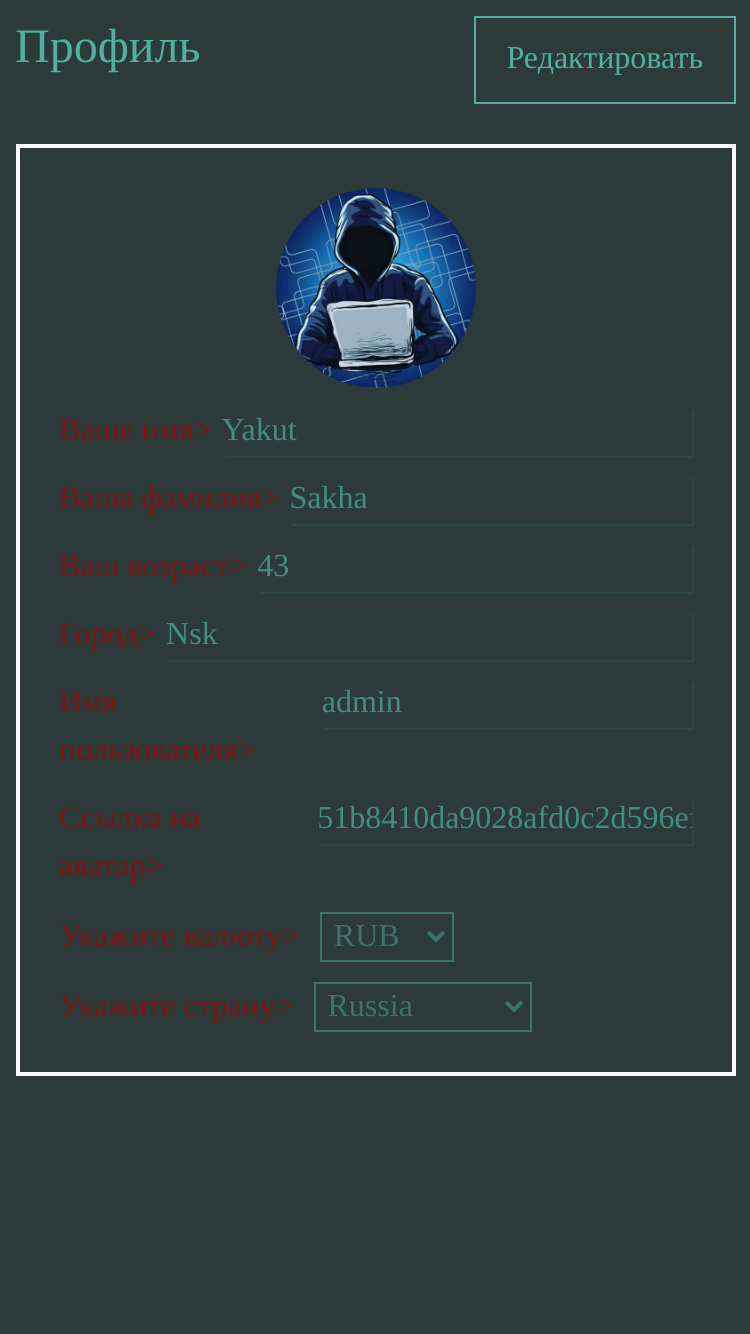 Профиль
Редактировать
Ваше имя> Yakut
Ваша фамилия> Sakha
Ваш возраст> 43
Город> Nsk
Имя пользователя> admin
Ссылка на аватар> 51b8410da9028afd0c2d596e
Укажите валюту> RUB
Укажите страну> Russia